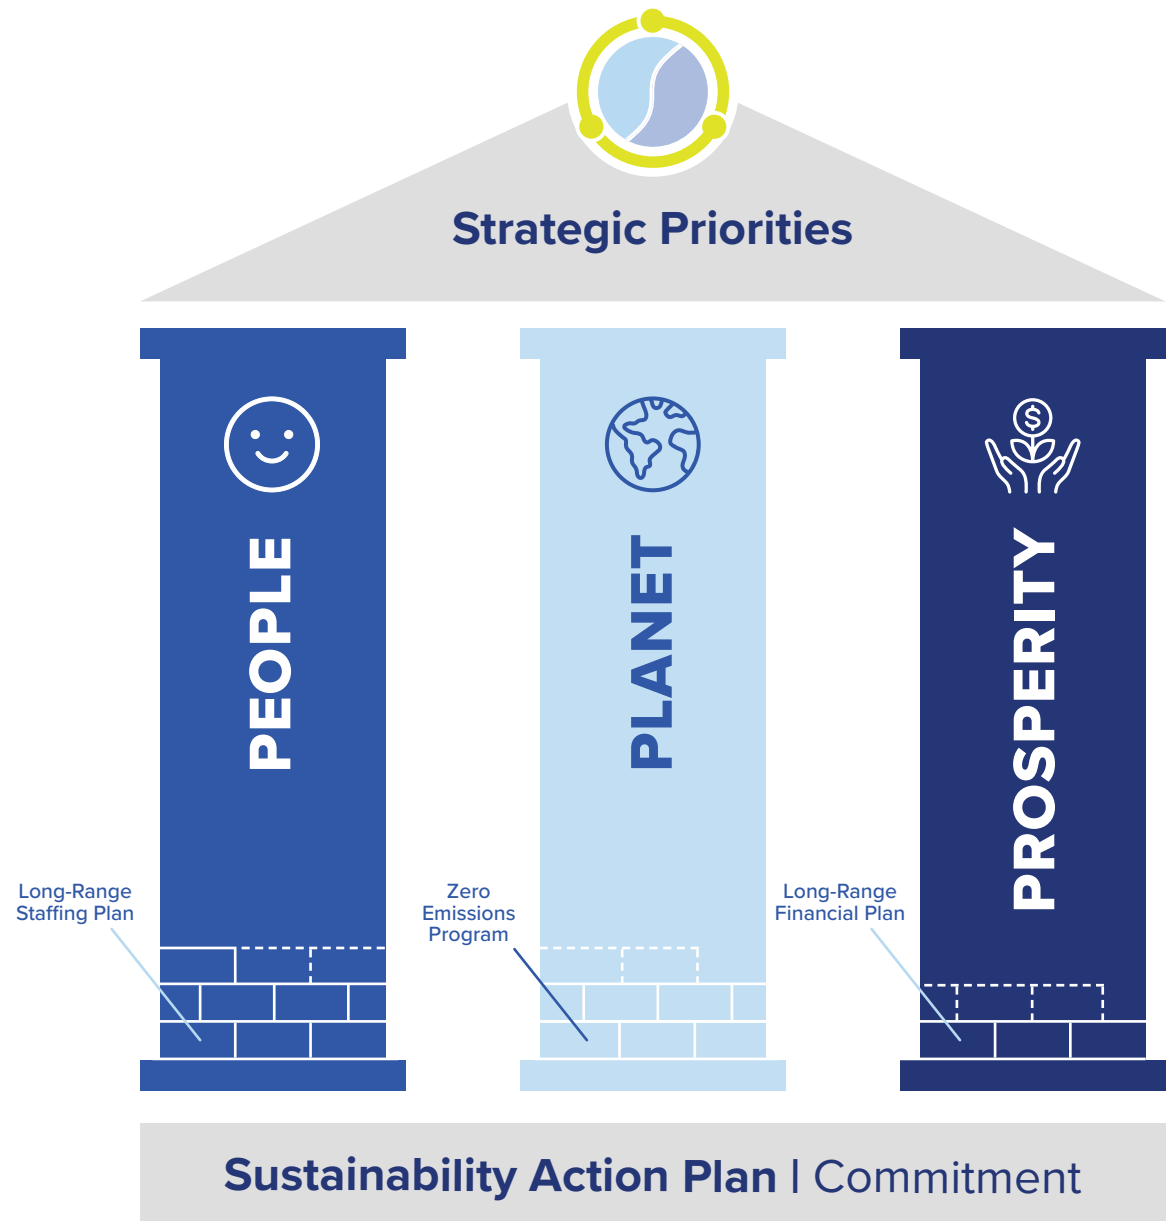 Strategic Priorities
PEOPLE
PLANET
PROSPERITY
Long-Range
Staffing Plan
Zero
Emissions
Program
Long-Range
Financial Plan
Sustainability Action Plan | Commitment